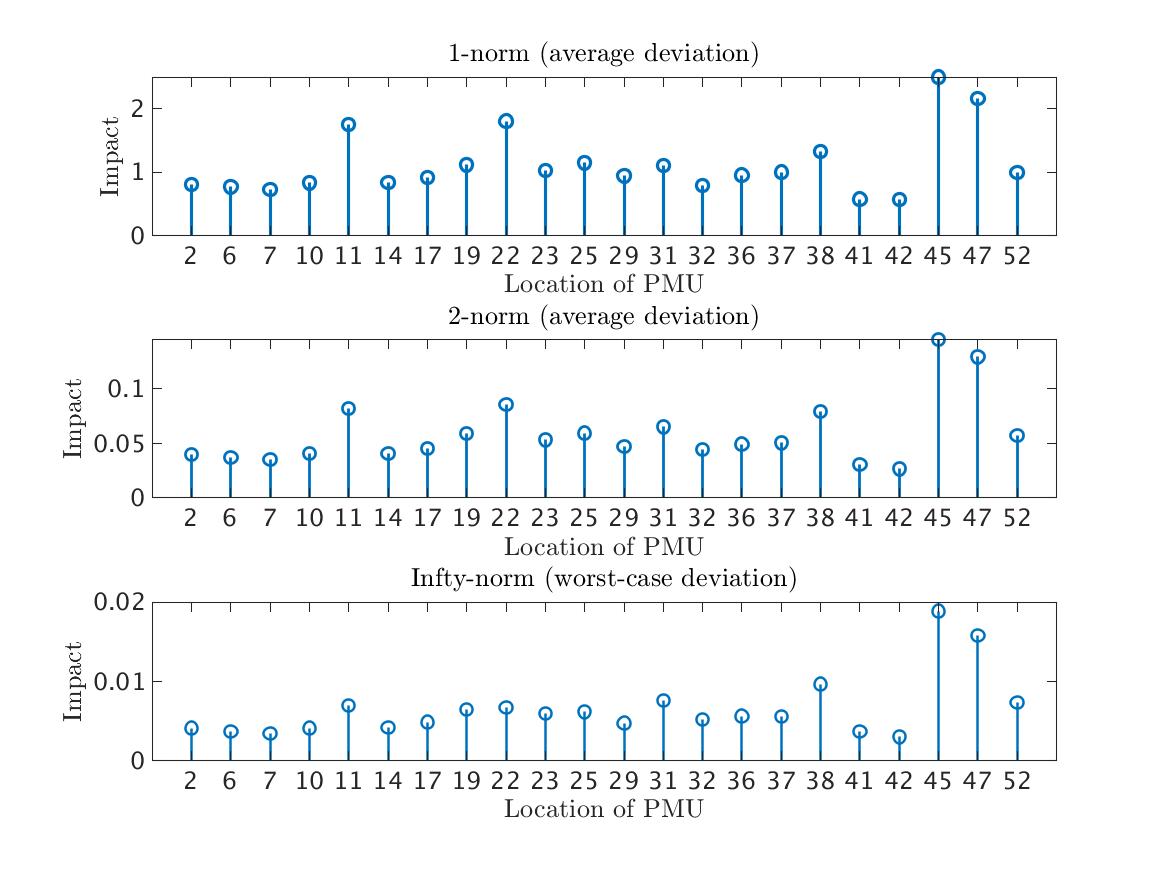 1-norm (average deviation)
2
1
0
Impact
2 6 7 10 11 14 17 19 22 23 25 29 31 32 36 37 38 41 42 45 47 52
Location of PMU
2-norm (average deviation)
0.1
0.05
0
Impact
2 6 7 10 11 14 17 19 22 23 25 29 31 32 36 37 38 41 42 45 47 52
Location of PMU
Infty-norm (worst-case deviation)
0.02
0.01
0
Impact
2 6 7 10 11 14 17 19 22 23 25 29 31 32 36 37 38 41 42 45 47 52
Location of PMU